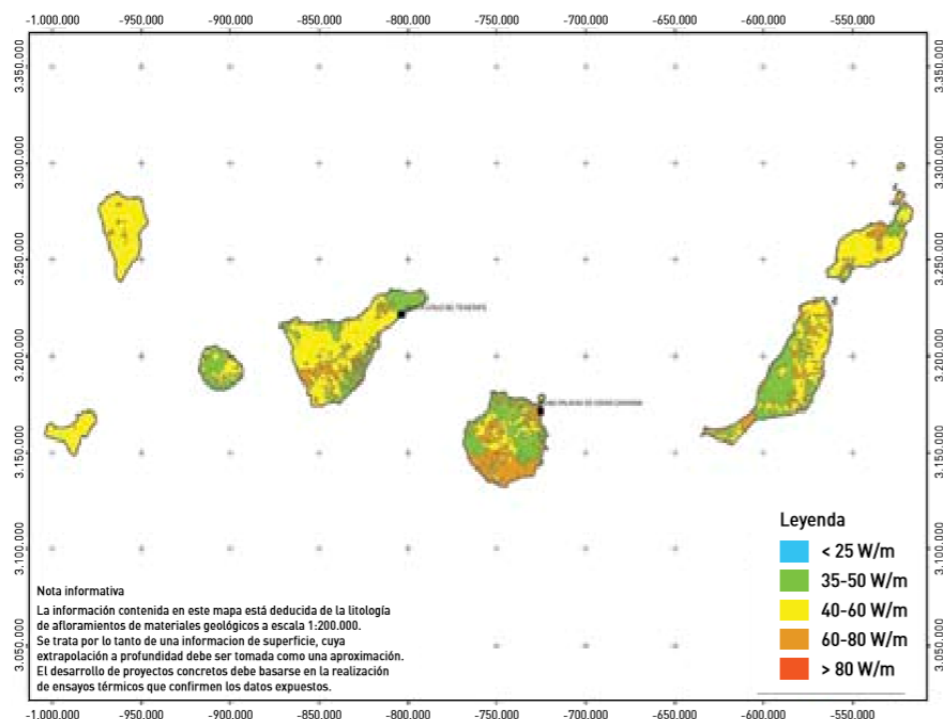 -1.000.000 -950.000 -900.000 -850.000 -800.000 -750.000 -700.000 -650.000 -600.000 -550.000
3.350.000 3.350.000
3.300.000 3.300.000
3.250.000 3.250.000
3.200.000 3.200.000
3.150.000 3.150.000
3.100.000 3.100.000
3.050.000 3.050.000
DE TENERIFE
Leyenda
< 25 W/m
35-50 W/m
40-60 W/m
60-80 W/m
> 80 W/m
Nota informativa
La información contenida en este mapa está deducida de la litología
de afloramientos de materiales geológicos a escala 1:200.000.
Se trata por lo tanto de una informacion de superficie, cuya
extrapolación a profundidad debe ser tomada como una aproximación.
El desarrollo de proyectos concretos debe basarse en la realización
de ensayos térmicos que confirmen los datos expuestos.
-1.000.000 -950.000 -900.000 -850.000 -800.000 -750.000 -700.000 -650.000 -600.000 -550.000